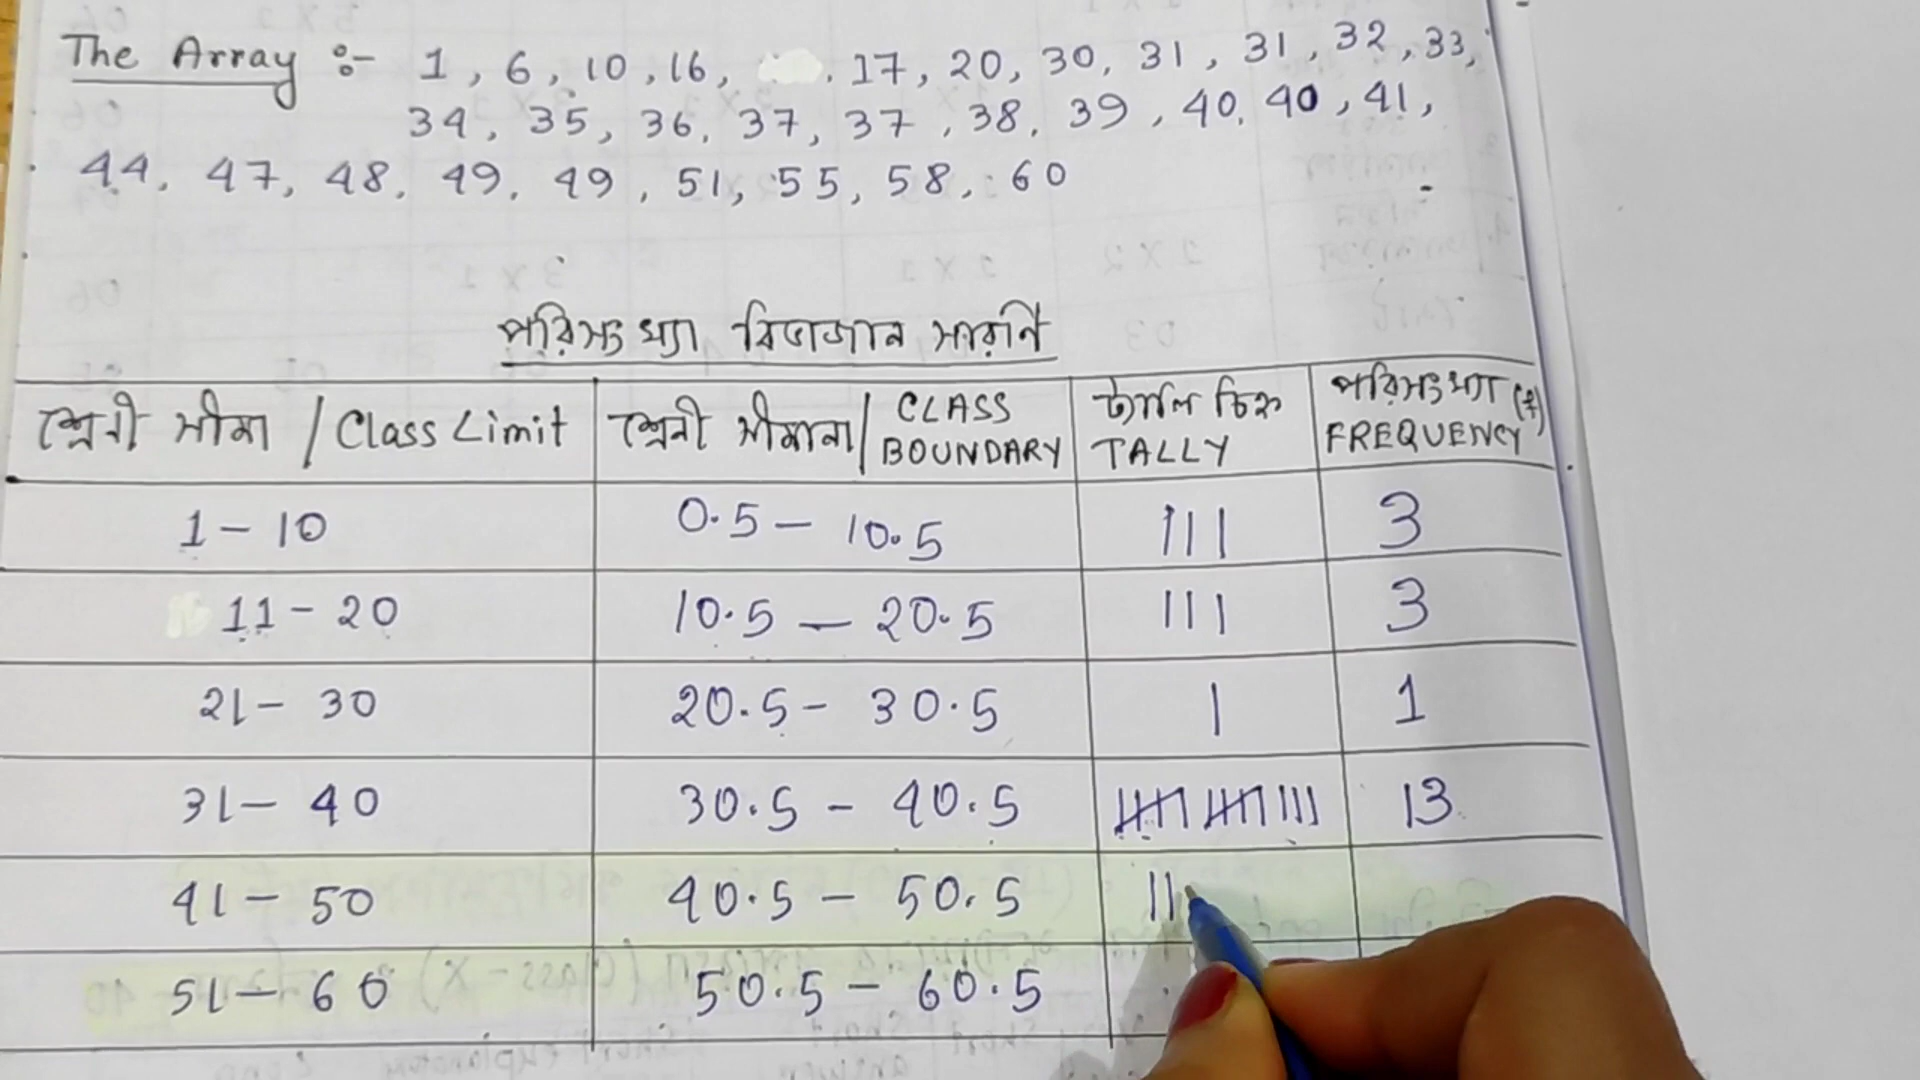 The Array :- 1, 6, 10, 16, 17, 20, 30, 31, 31, 32, 33,
34, 35, 36, 37, 37, 38, 39, 40, 40, 41,
44, 47, 48, 49, 49, 51, 55, 58, 60
পরিসংখ্যা বিভাজন সারণি
শ্রেণী সীমা / Class Limit শ্রেণী সীমানা / CLASS BOUNDARY ট্যালি চিহ্ন TALLY পরিসংখ্যা (f) FREQUENCY
1 - 10 0.5 - 10.5 ||| 3
11 - 20 10.5 - 20.5 ||| 3
21 - 30 20.5 - 30.5 | 1
31 - 40 30.5 - 40.5 |||| |||| ||| 13
41 - 50 40.5 - 50.5 ||
51 - 60 50.5 - 60.5